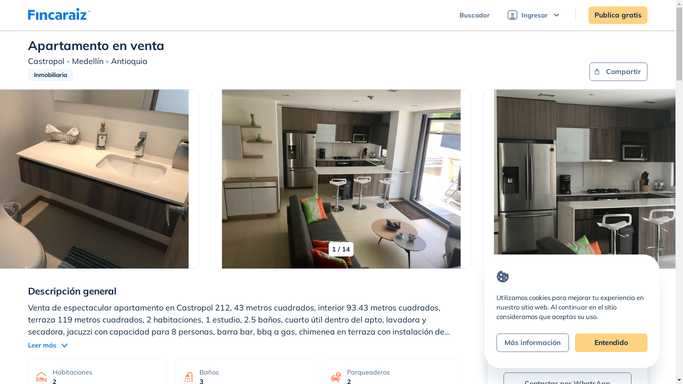 Fincaraiz
Buscador
Ingresar
Publica gratis
Apartamento en venta
Castropol - Medellín - Antioquia
Inmobiliaria
Compartir
1 / 14
Descripción general
Venta de espectacular apartamento en Castropol 212, 43 metros cuadrados, interior 93.43 metros cuadrados,
terraza 119 metros cuadrados, 2 habitaciones, 1 estudio, 2.5 baños, cuarto útil dentro del apto, lavadora y
secadora, jacuzzi con capacidad para 8 personas, barra bar, bbq a gas, chimenea en terraza con instalación de...
Leer más
Habitaciones
2
Baños
3
Parqueaderos
2
Utilizamos cookies para mejorar tu experiencia en
nuestro sitio web. Al continuar en el sitio
consideramos que aceptas su uso.
Más información
Entendido
Contactar por WhatsApp